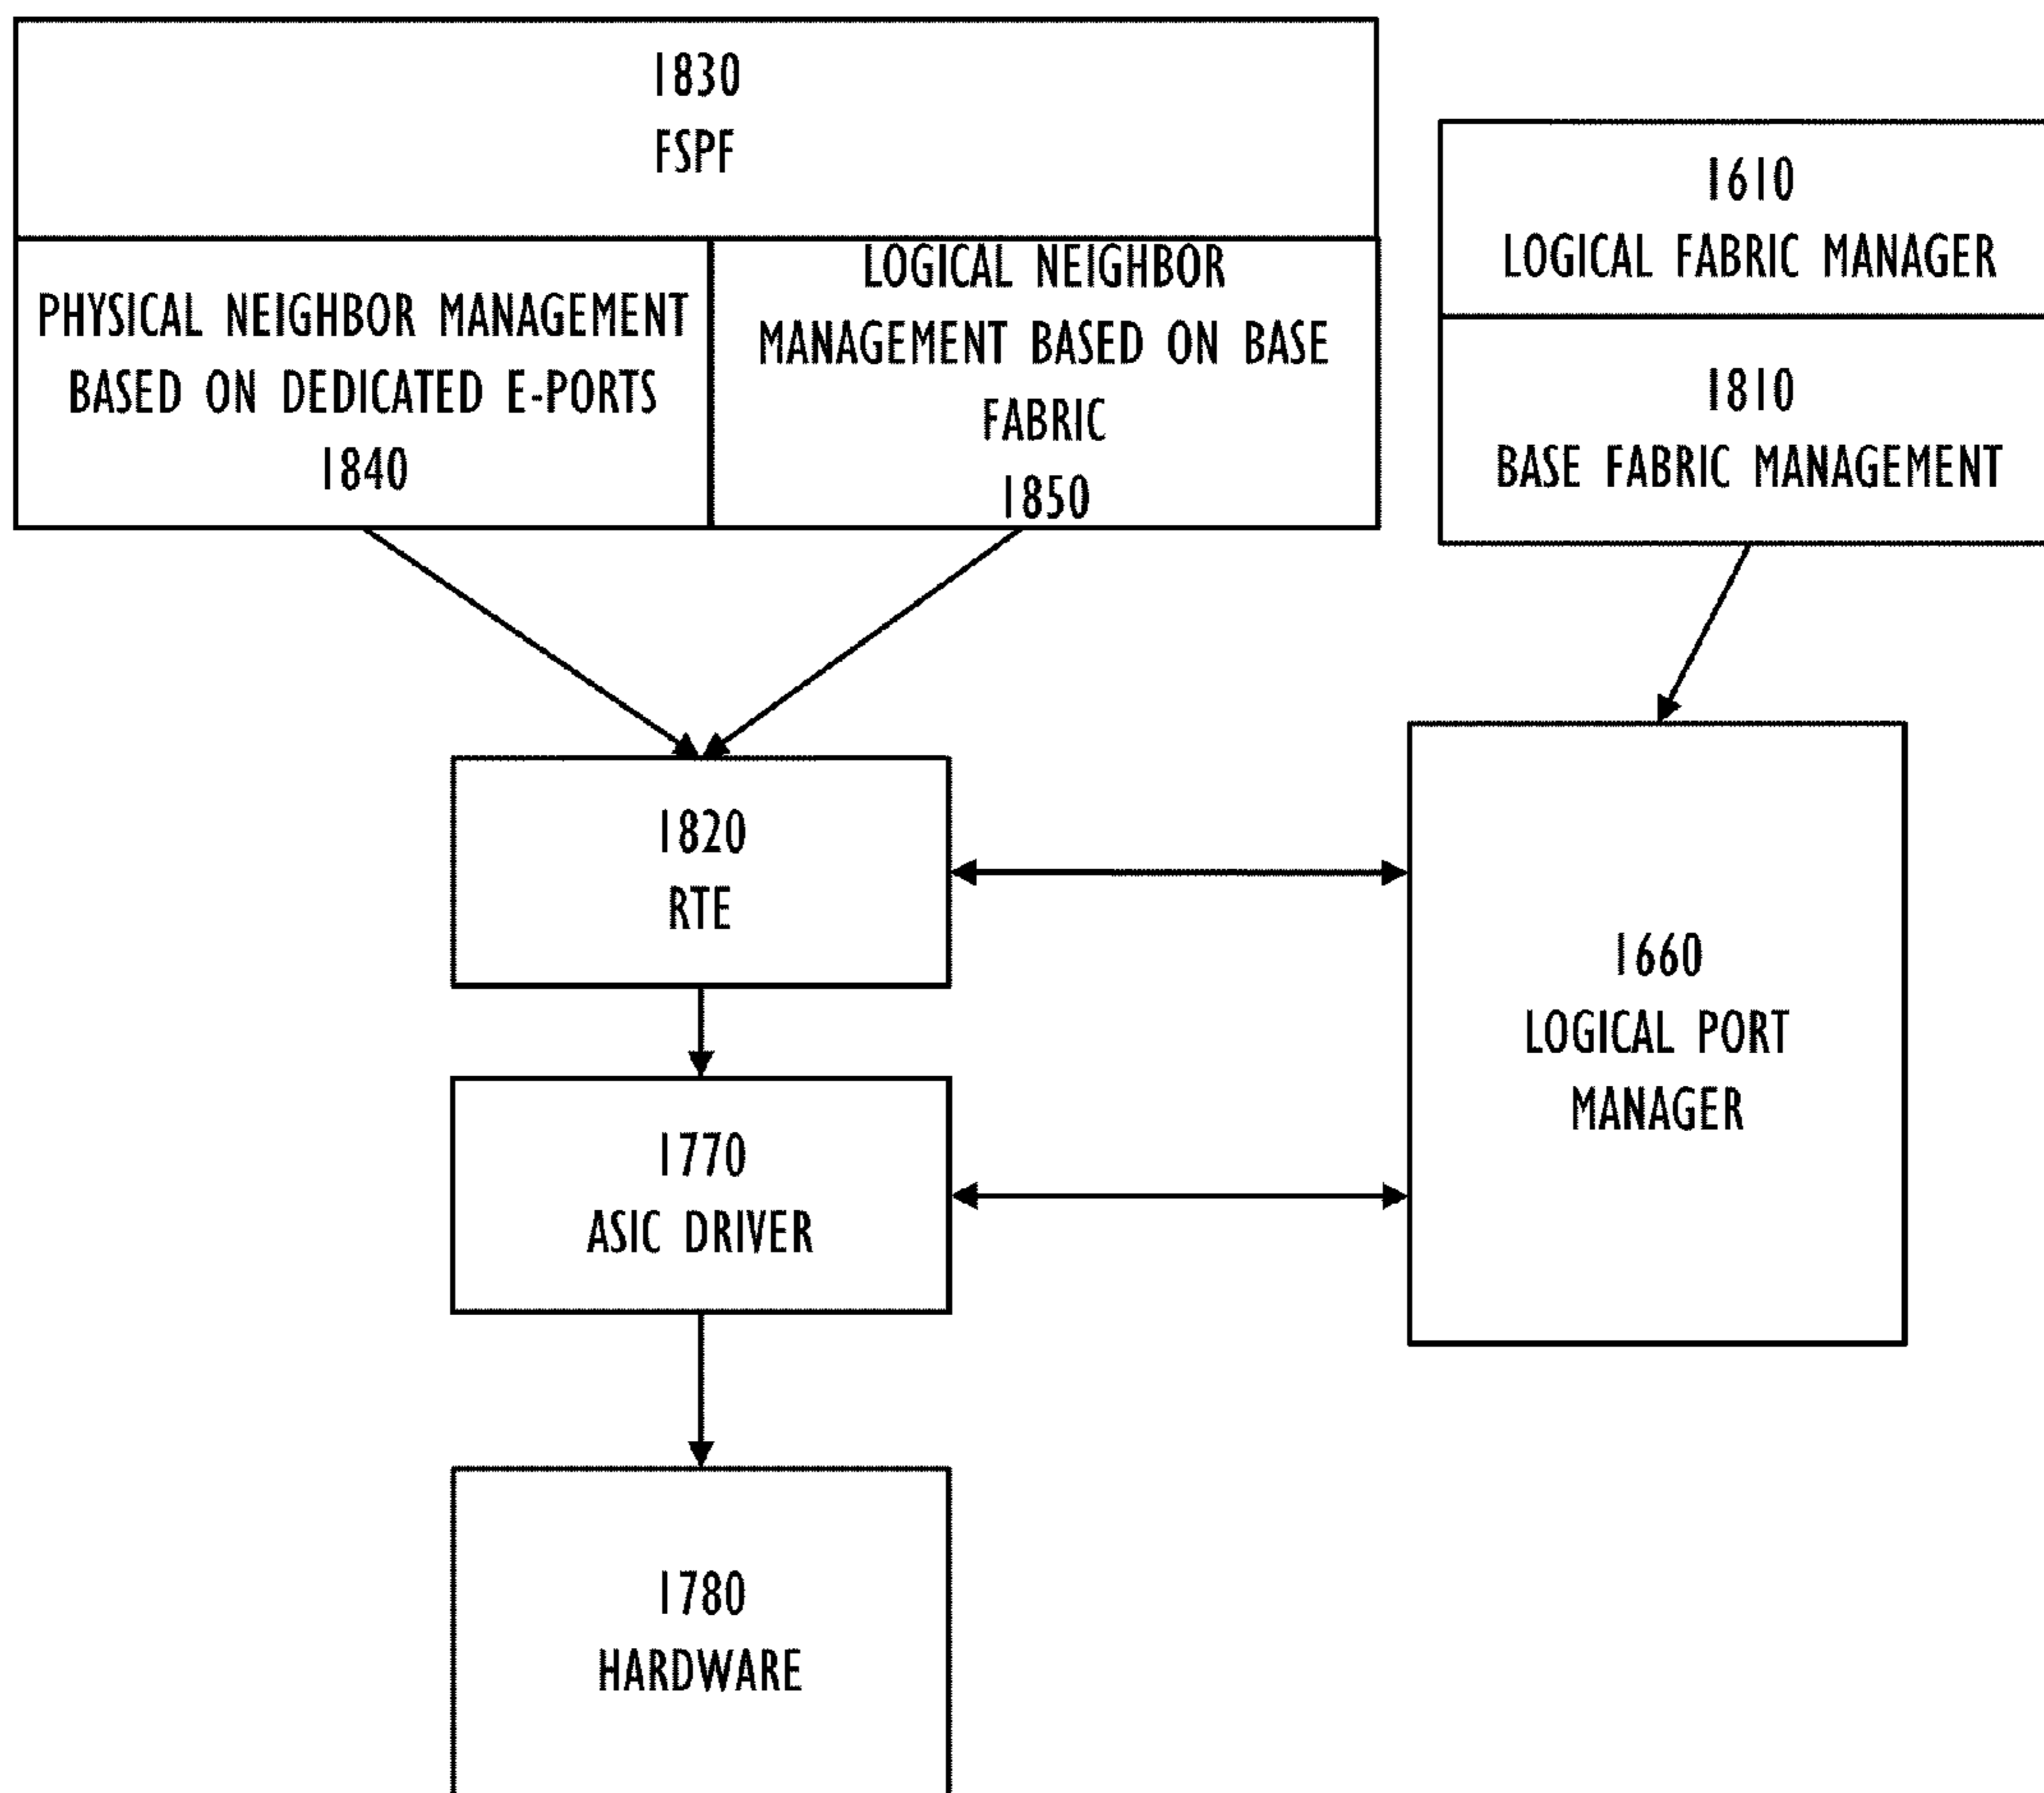 1830
FSPF
PHYSICAL NEIGHBOR MANAGEMENT
BASED ON DEDICATED E-PORTS
1840
LOGICAL NEIGHBOR
MANAGEMENT BASED ON BASE
FABRIC
1850
1610
LOGICAL FABRIC MANAGER
1810
BASE FABRIC MANAGEMENT
1820
RTE
1660
LOGICAL PORT
MANAGER
1770
ASIC DRIVER
1780
HARDWARE